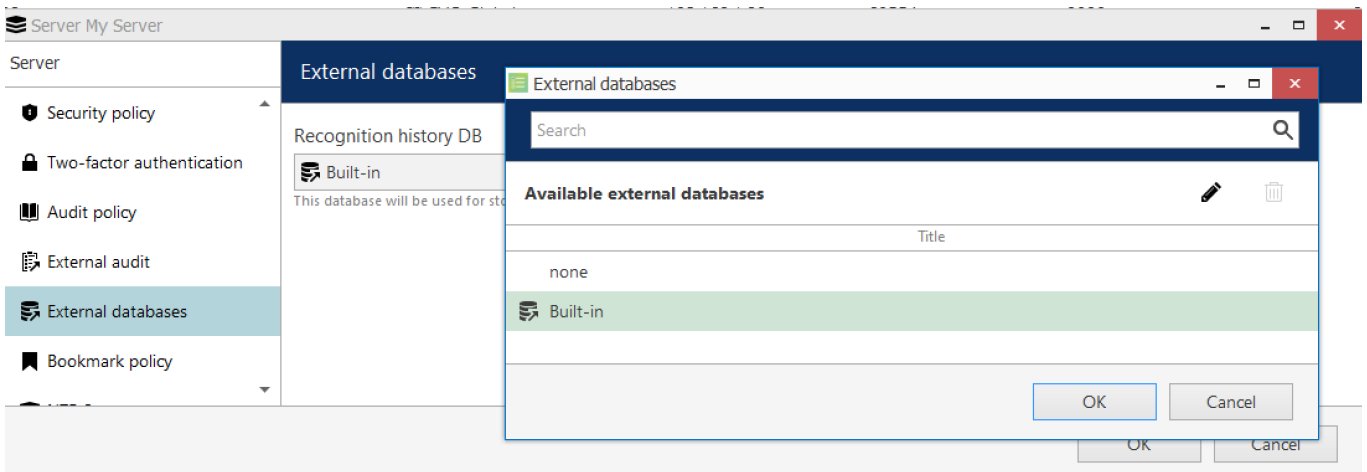 Server My Server
Server
External databases
Security policy
Two-factor authentication
Audit policy
External audit
External databases
Bookmark policy
Recognition history DB
Built-in
This database will be used for sto
External databases
Search
Available external databases
Title
none
Built-in
OK
Cancel
OK
Cancel